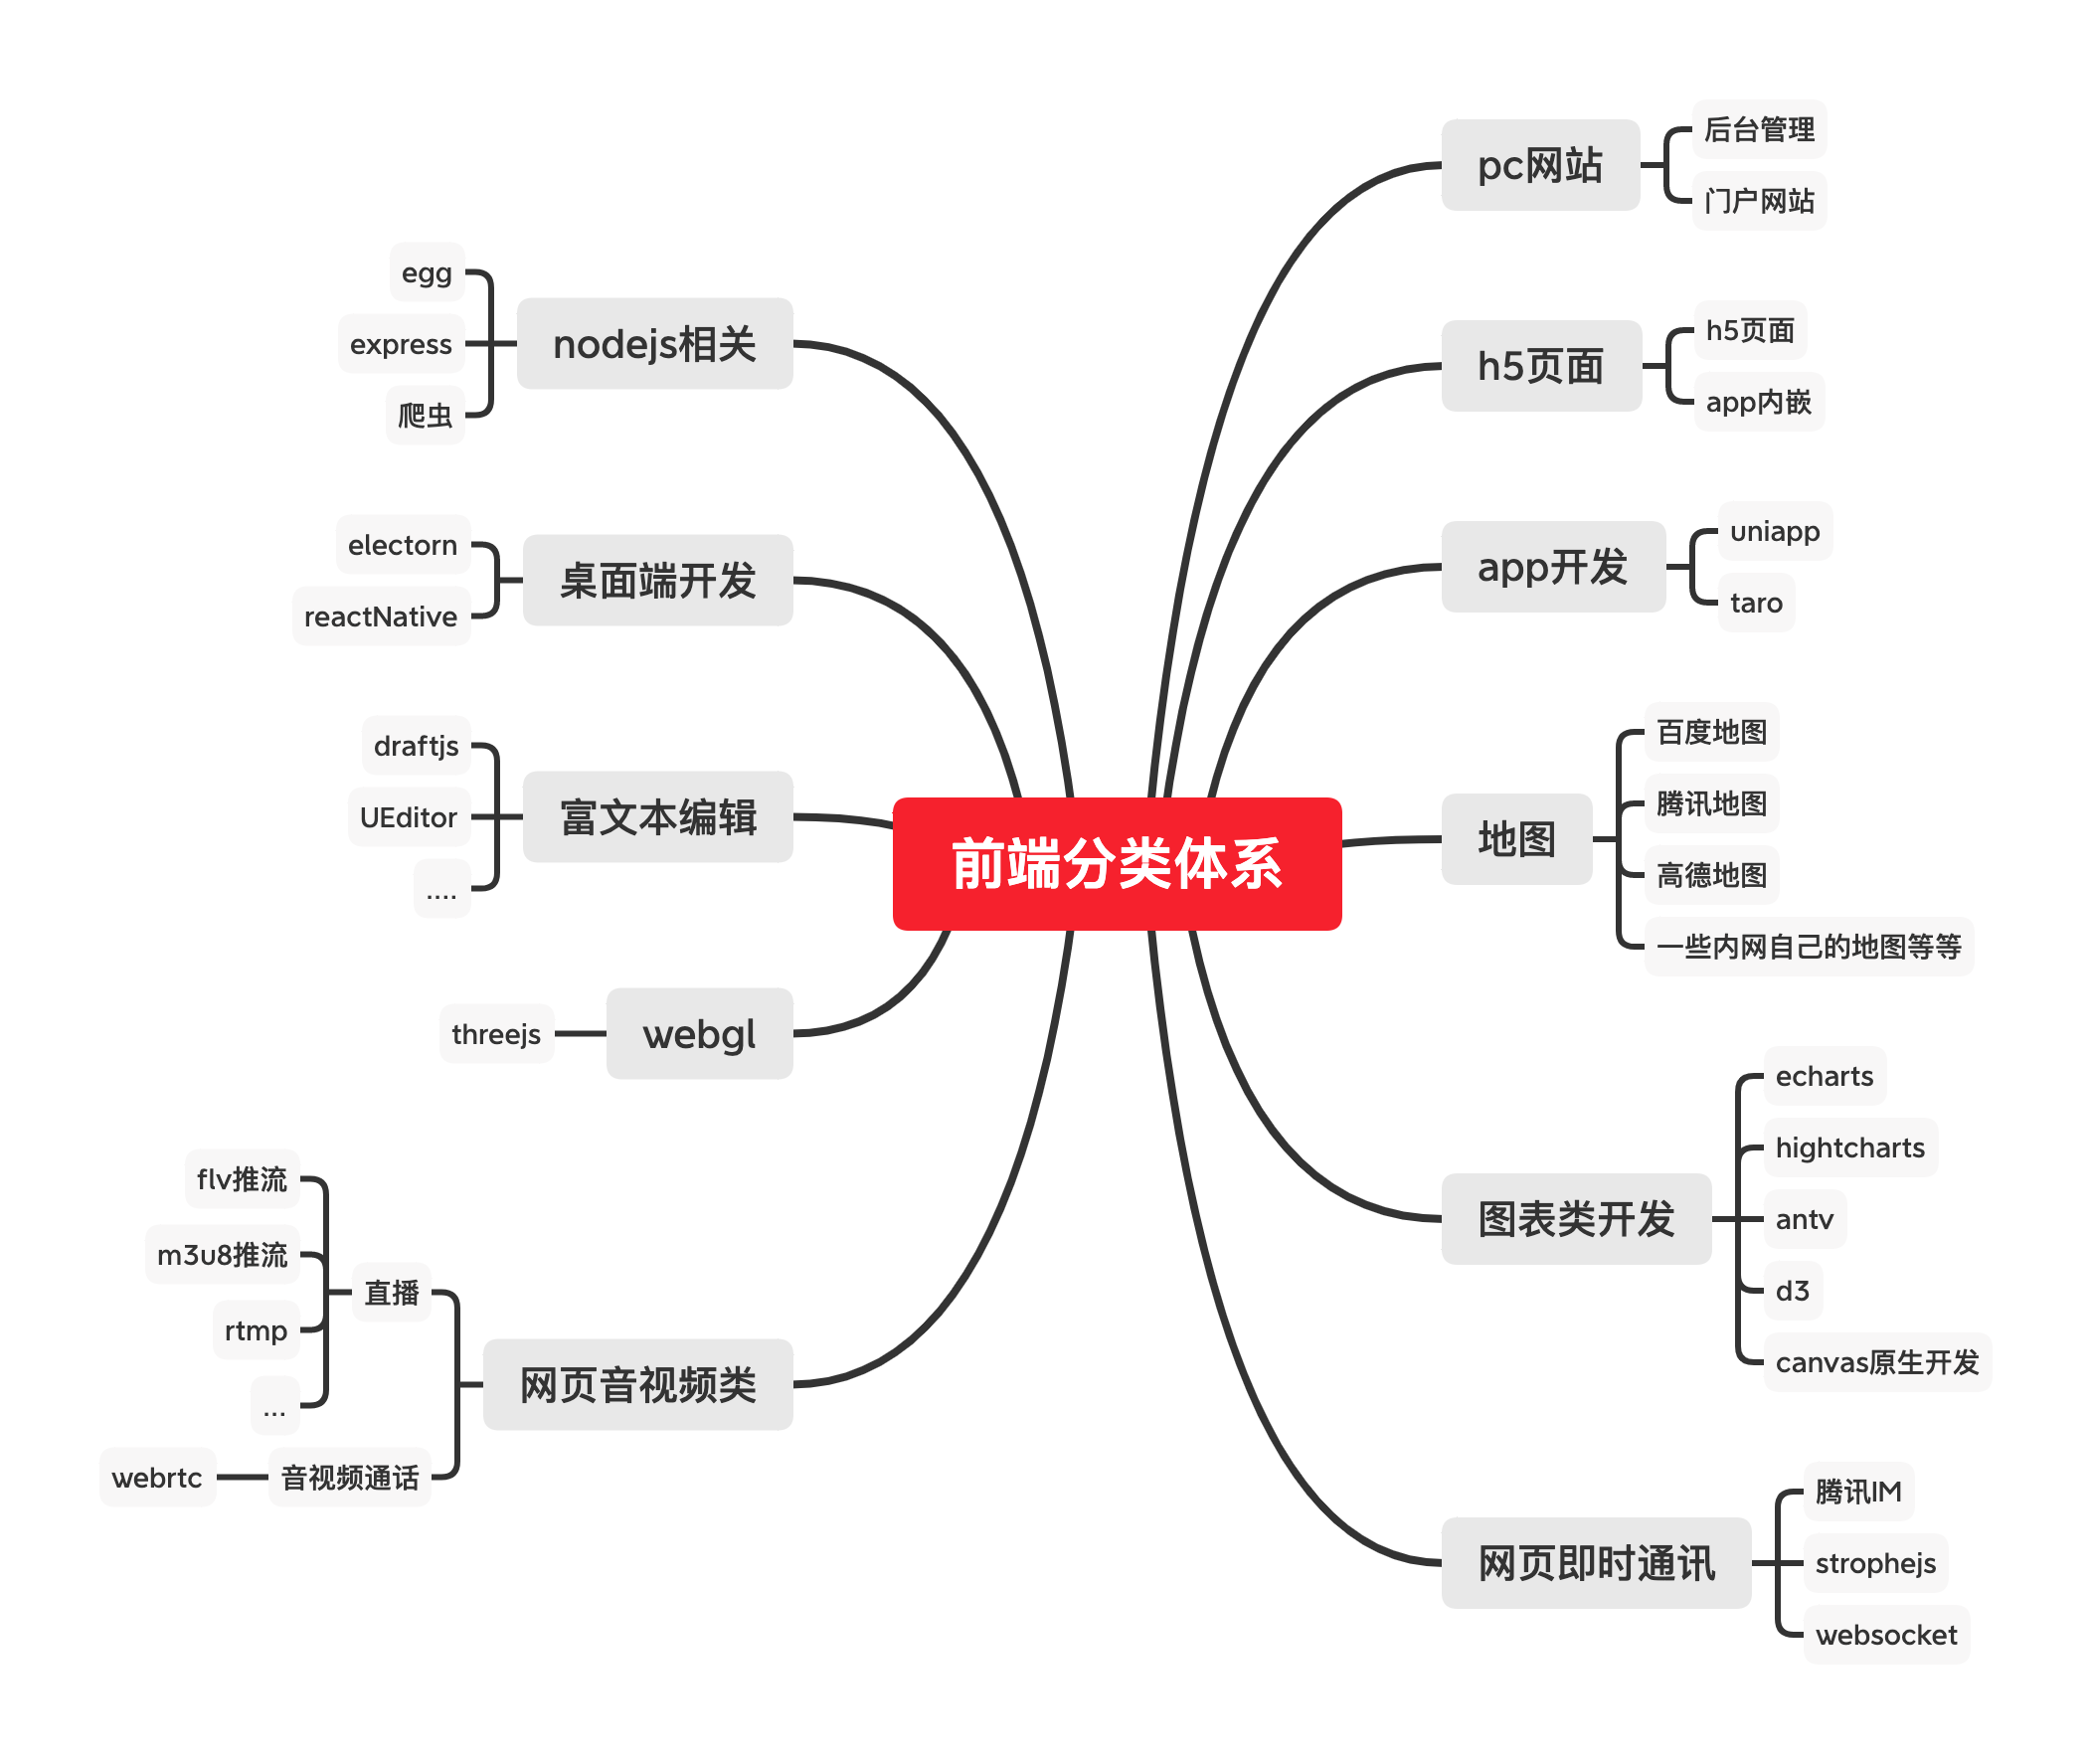 前端分类体系
pc网站
后台管理
门户网站
h5页面
h5页面
app内嵌
app开发
uniapp
taro
地图
百度地图
腾讯地图
高德地图
一些内网自己的地图等等
图表类开发
echarts
hightcharts
antv
d3
canvas原生开发
网页即时通讯
腾讯IM
strophejs
websocket
nodejs相关
egg
express
爬虫
桌面端开发
electorn
reactNative
富文本编辑
draftjs
UEditor
....
webgl
threejs
网页音视频类
直播
flv推流
m3u8推流
rtmp
...
音视频通话
webrtc